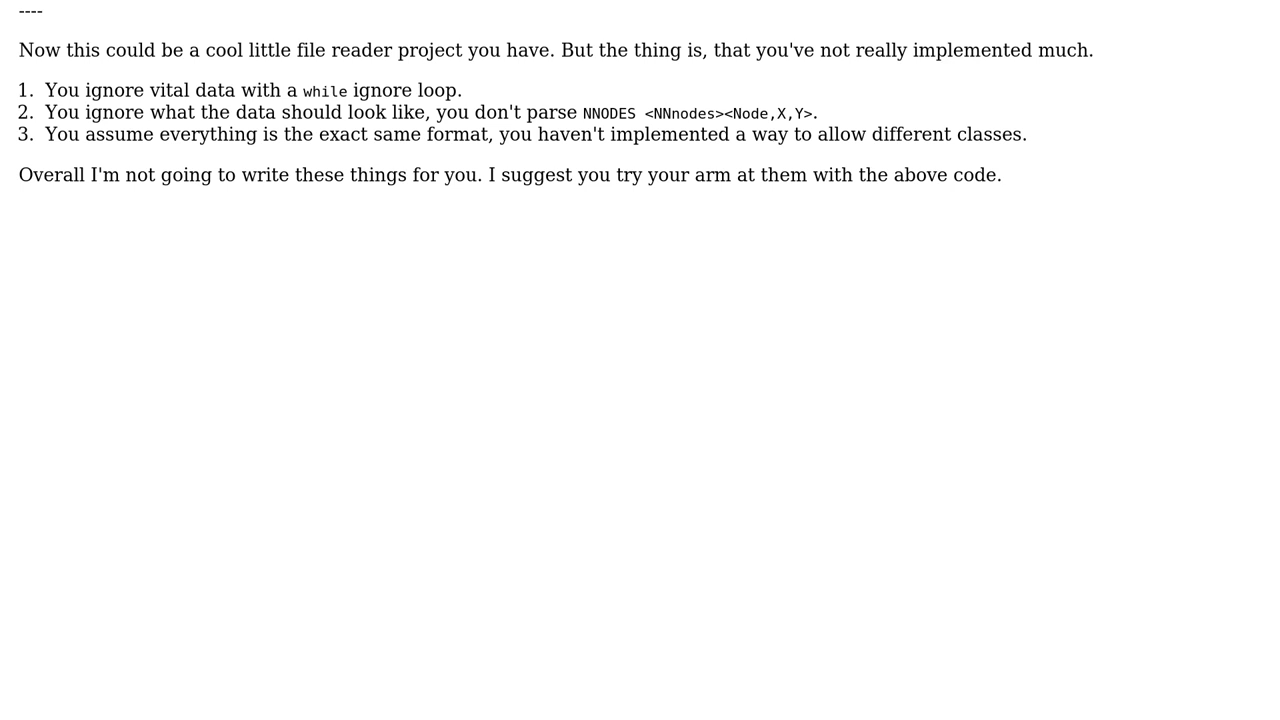 ----
Now this could be a cool little file reader project you have. But the thing is, that you've not really implemented much.
1. You ignore vital data with a while ignore loop.
2. You ignore what the data should look like, you don't parse NNODES <NNnodes><Node,X,Y>.
3. You assume everything is the exact same format, you haven't implemented a way to allow different classes.
Overall I'm not going to write these things for you. I suggest you try your arm at them with the above code.